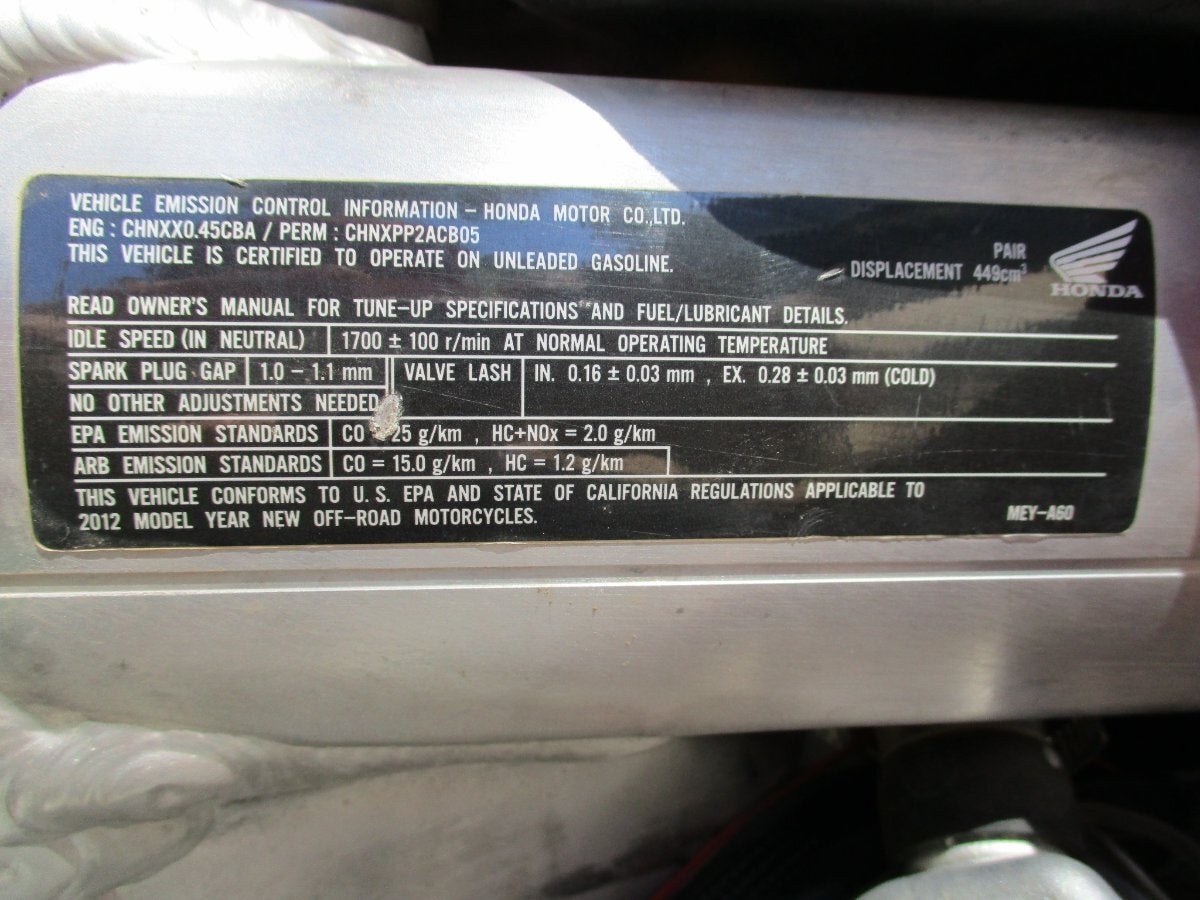 VEHICLE EMISSION CONTROL INFORMATION – HONDA MOTOR CO.,LTD.
ENG : CHNXX0.45CBA / PERM : CHNXPP2ACB05
THIS VEHICLE IS CERTIFIED TO OPERATE ON UNLEADED GASOLINE.
PAIR
DISPLACEMENT 449cm³
HONDA
READ OWNER'S MANUAL FOR TUNE-UP SPECIFICATIONS AND FUEL/LUBRICANT DETAILS.
IDLE SPEED (IN NEUTRAL) 1700 ± 100 r/min AT NORMAL OPERATING TEMPERATURE
SPARK PLUG GAP 1.0 – 1.1 mm VALVE LASH IN. 0.16 ± 0.03 mm , EX. 0.28 ± 0.03 mm (COLD)
NO OTHER ADJUSTMENTS NEEDED
EPA EMISSION STANDARDS CO 25 g/km , HC+NOx = 2.0 g/km
ARB EMISSION STANDARDS CO = 15.0 g/km , HC = 1.2 g/km
THIS VEHICLE CONFORMS TO U.S. EPA AND STATE OF CALIFORNIA REGULATIONS APPLICABLE TO
2012 MODEL YEAR NEW OFF-ROAD MOTORCYCLES.
MEY-A60